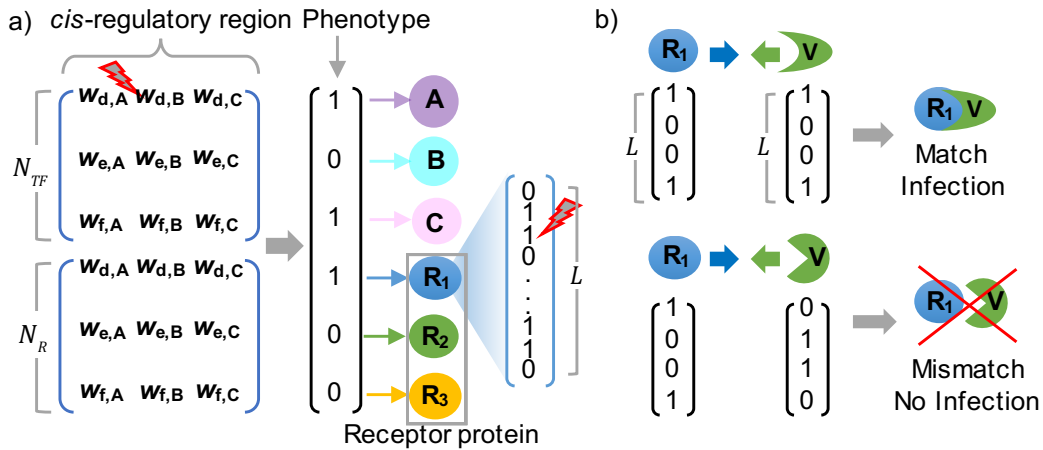 a)
cis-regulatory region
Phenotype
N_TF
w_d,A w_d,B w_d,C
w_e,A w_e,B w_e,C
w_f,A w_f,B w_f,C
N_R
w_d,A w_d,B w_d,C
w_e,A w_e,B w_e,C
w_f,A w_f,B w_f,C
1
0
1
1
0
0
A
B
C
R₁
R₂
R₃
Receptor protein
0
1
1
0
.
.
.
1
1
0
L
b)
R₁
V
L
1
0
0
1
L
1
0
0
1
R₁ V
Match
Infection
R₁
V
1
0
0
1
0
1
1
0
R₁ V
Mismatch
No Infection